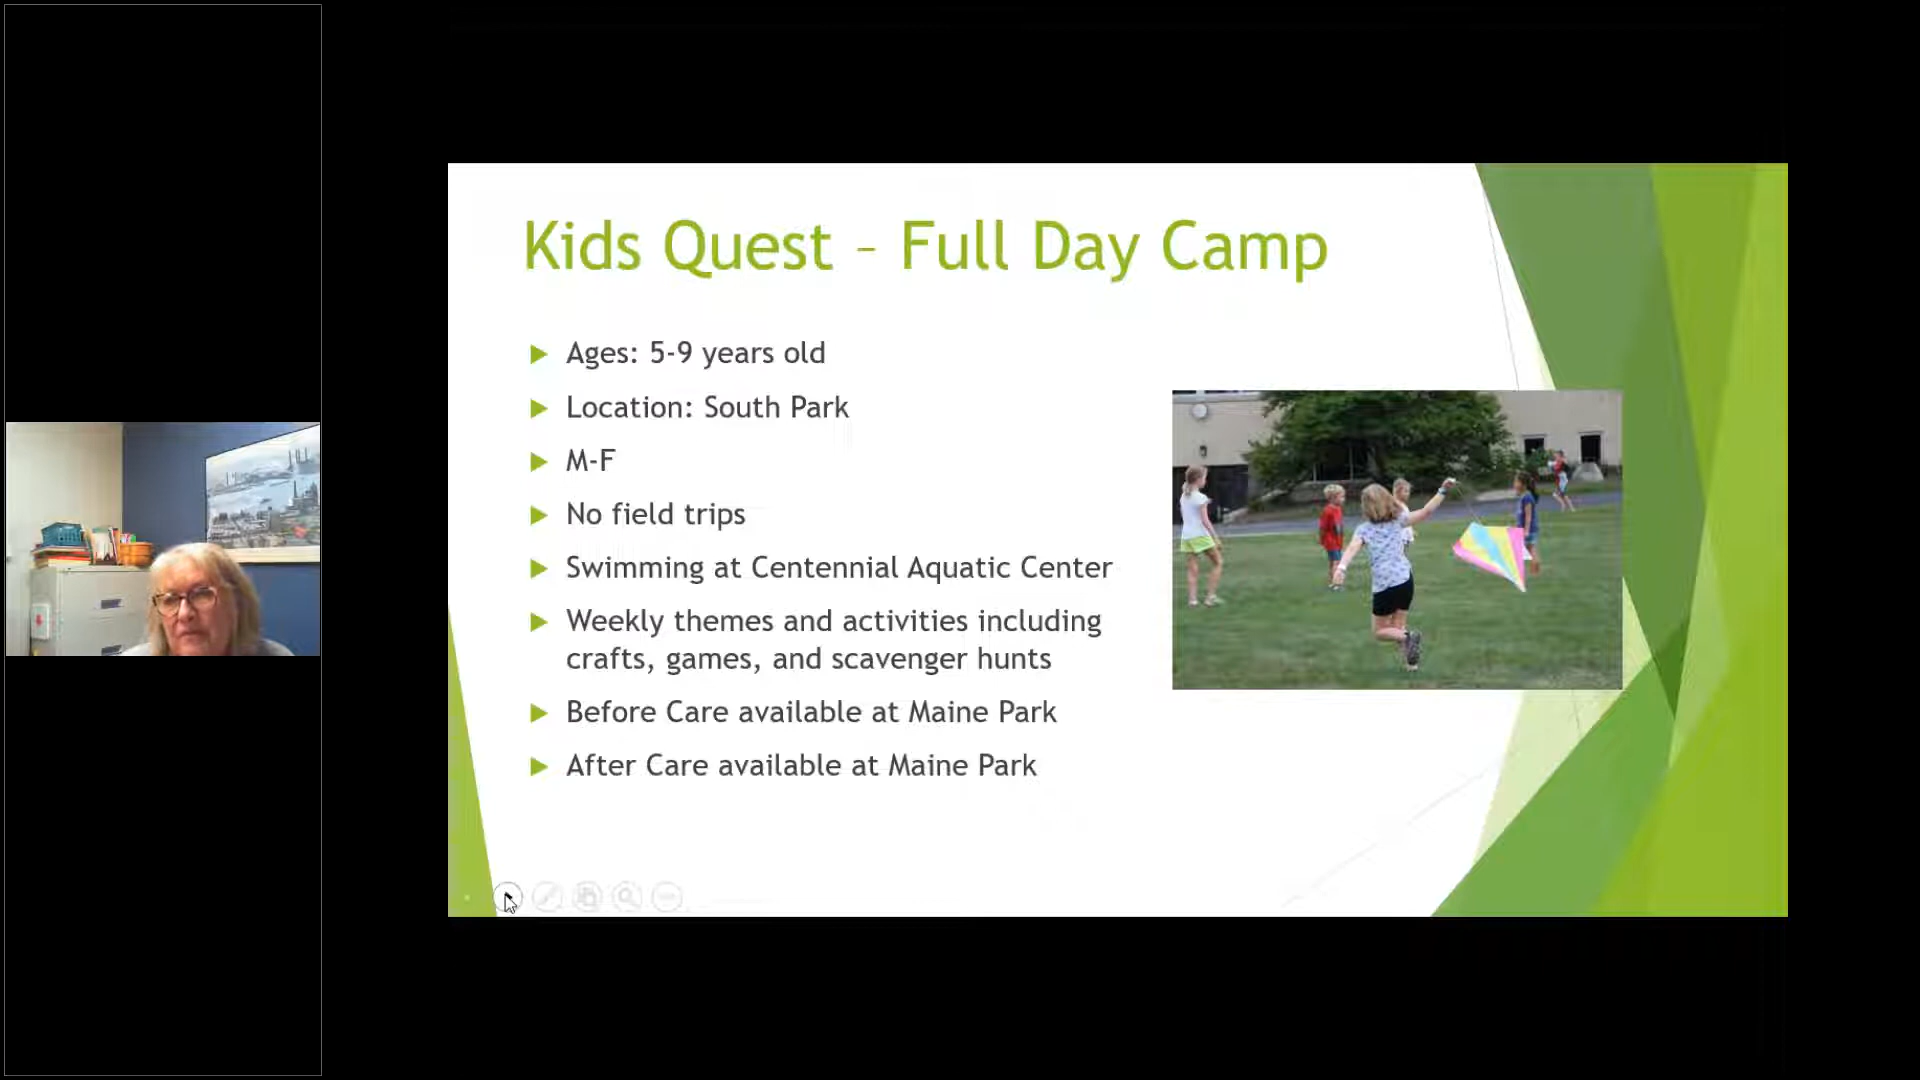 Kids Quest – Full Day Camp
Ages: 5-9 years old
Location: South Park
M-F
No field trips
Swimming at Centennial Aquatic Center
Weekly themes and activities including
crafts, games, and scavenger hunts
Before Care available at Maine Park
After Care available at Maine Park